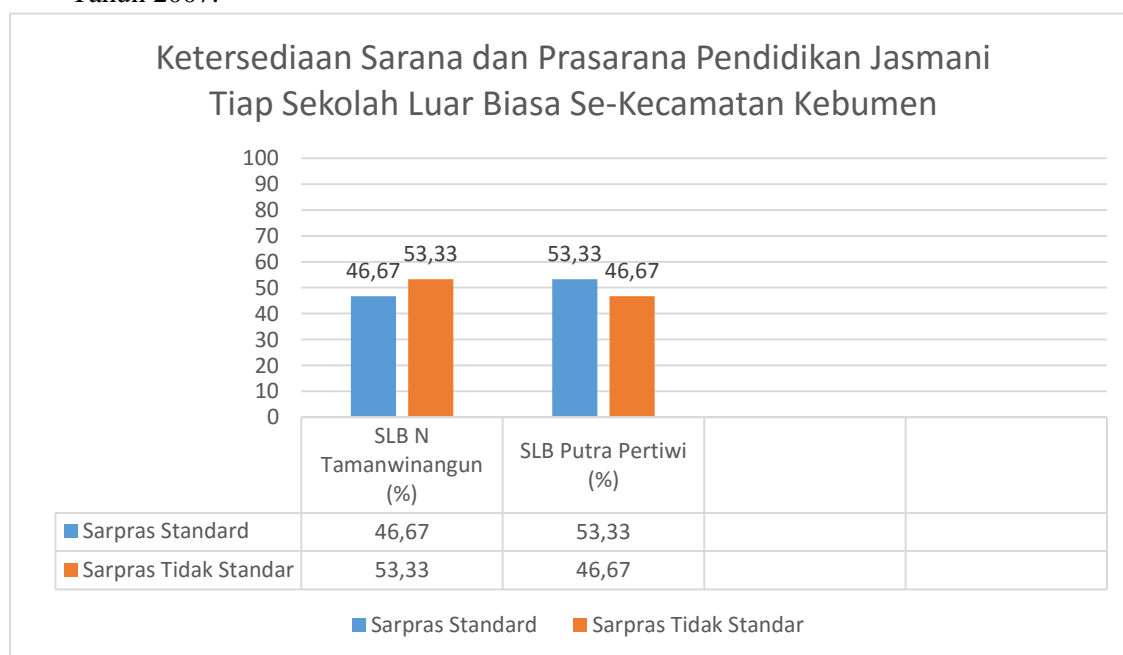 Tahun 2007.
Ketersediaan Sarana dan Prasarana Pendidikan Jasmani
Tiap Sekolah Luar Biasa Se-Kecamatan Kebumen
100
90
80
70
60
50
40
30
20
10
0
46,67
53,33
53,33
46,67
SLB N
Tamanwinangun
(%)
SLB Putra Pertiwi
(%)
Sarpras Standard 46,67 53,33
Sarpras Tidak Standar 53,33 46,67
Sarpras Standard Sarpras Tidak Standar